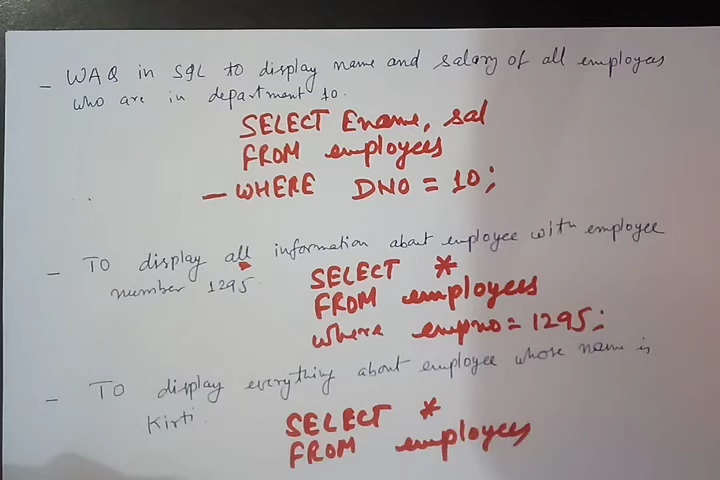 - WAQ in SQL to display name and salary of all employees
who are in department 10.
SELECT Ename, sal
FROM employees
- WHERE DNO = 10;
- TO display all information about employee with employee
number 1295.
SELECT *
FROM employees
where empno = 1295;
- TO display everything about employee whose name is
Kirti.
SELECT *
FROM employees